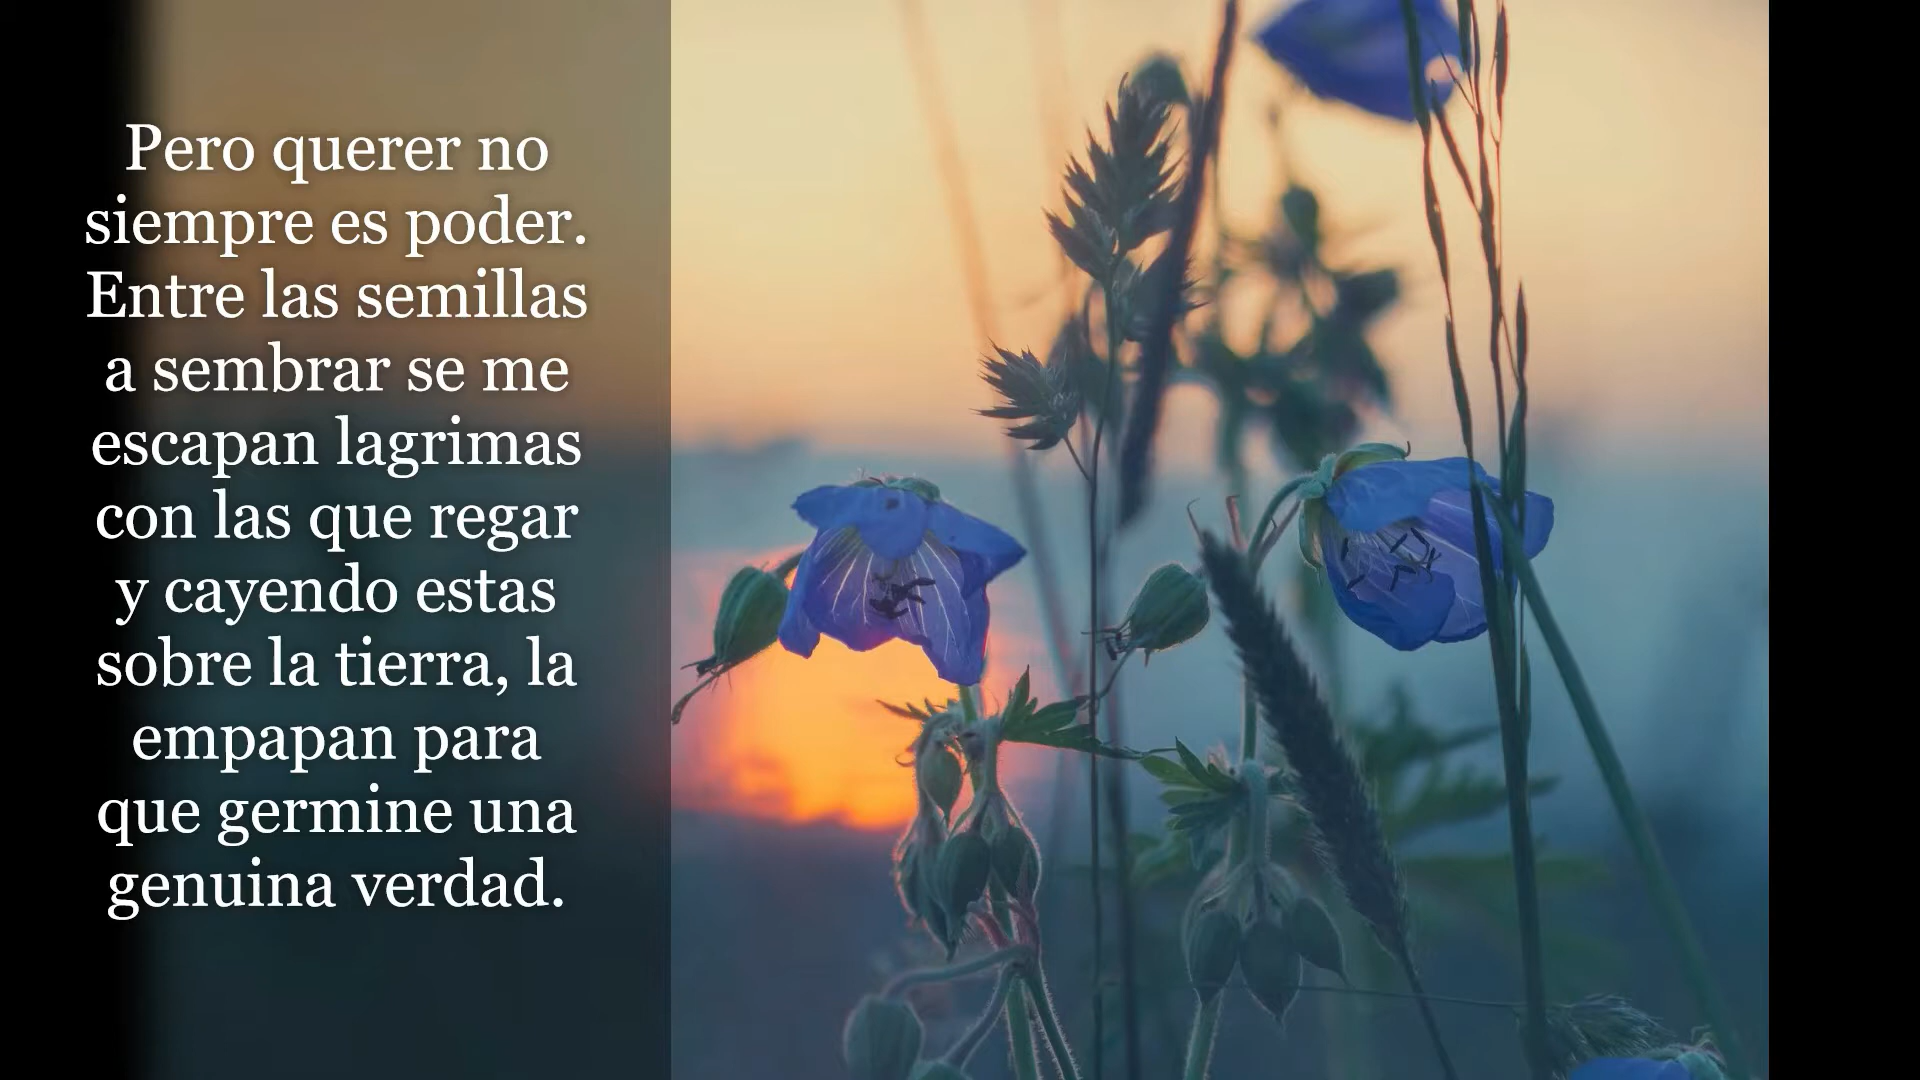 Pero querer no
siempre es poder.
Entre las semillas
a sembrar se me
escapan lagrimas
con las que regar
y cayendo estas
sobre la tierra, la
empapan para
que germine una
genuina verdad.